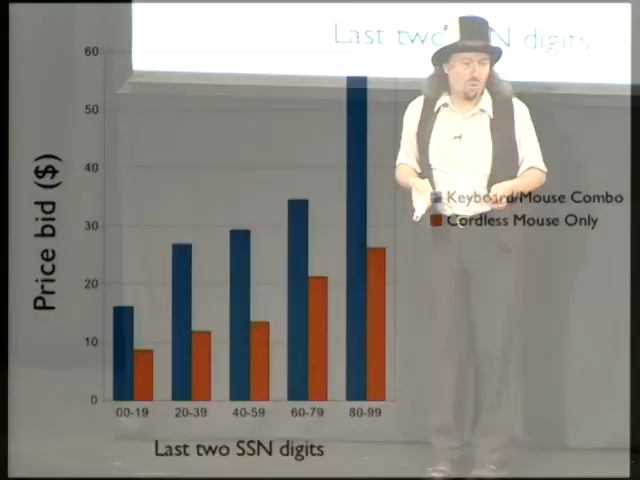 Last two SSN digits
60
50
40
30
20
10
0
Price bid ($)
Keyboard/Mouse Combo
Cordless Mouse Only
00-19
20-39
40-59
60-79
80-99
Last two SSN digits